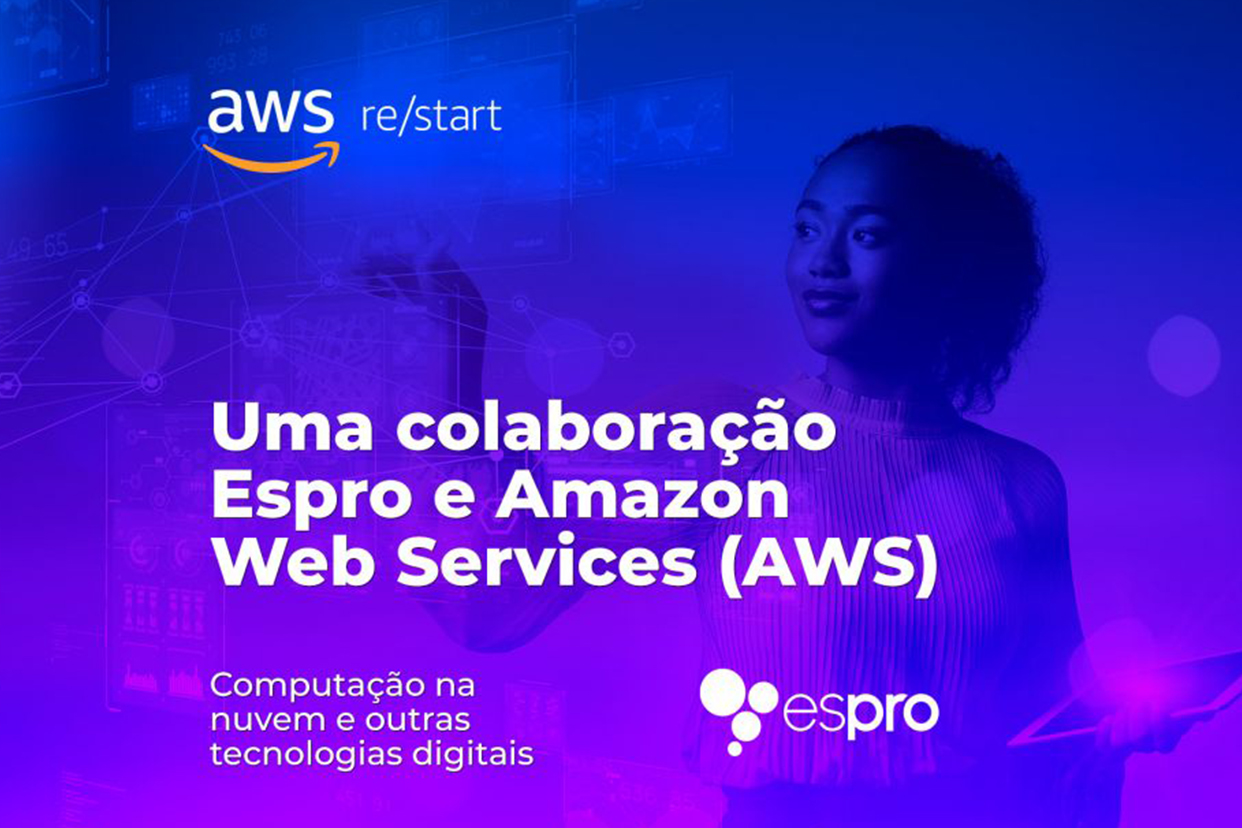 aws re/start
Uma colaboração
Espro e Amazon
Web Services (AWS)
Computação na
nuvem e outras
tecnologias digitais
espro